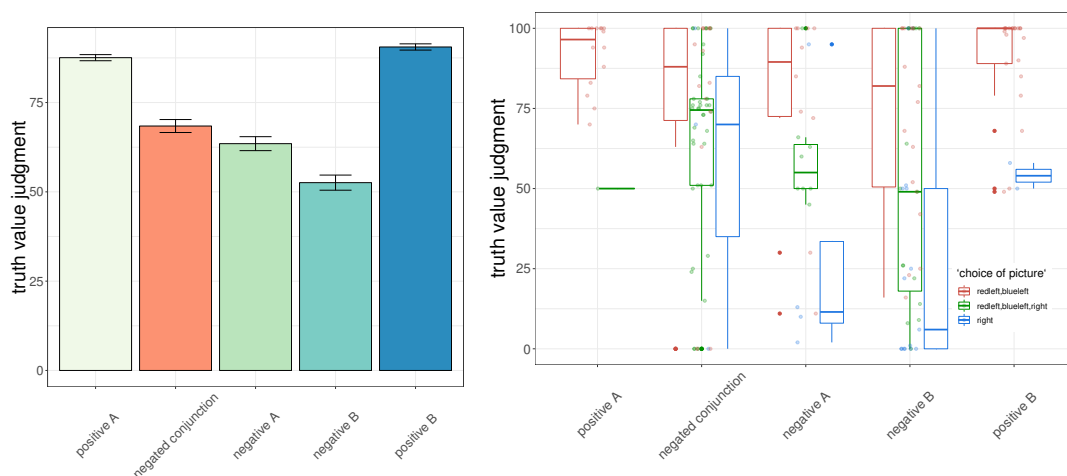 truth value judgment
75
50
25
0
positive A
negated conjunction
negative A
negative B
positive B
truth value judgment
100
75
50
25
0
positive A
negated conjunction
negative A
negative B
positive B
'choice of picture'
redleft,blueleft
redleft,blueleft,right
right